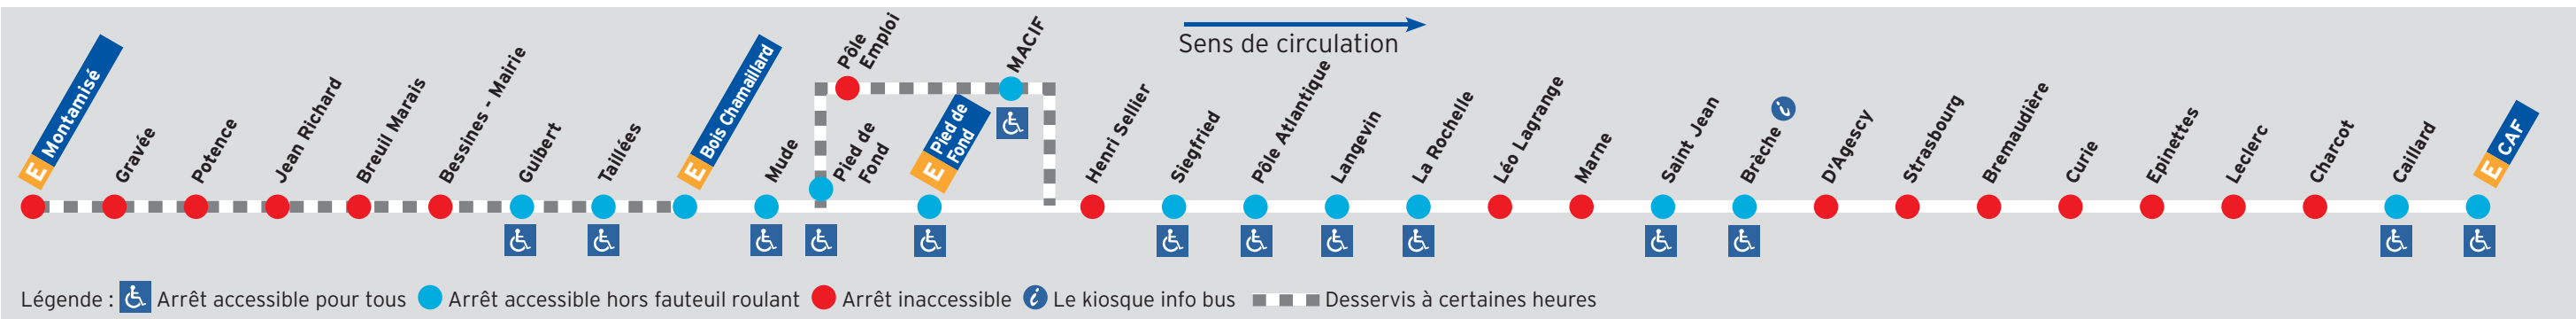 Sens de circulation
E Montamisé
Gravée
Potence
Jean Richard
Breuil Marais
Bessines - Mairie
Guibert
Taillées
E Bois Chamaillard
Mude
Pied de
Fond
Pôle
Emploi
E Pied de
Fond
MACIF
Henri Sellier
Siegfried
Pôle Atlantique
Langevin
La Rochelle
Léo Lagrange
Marne
Saint Jean
Brèche i
D'Agescy
Strasbourg
Bremaudière
Curie
Epinettes
Leclerc
Charcot
Caillard
E CAF
Légende : Arrêt accessible pour tous Arrêt accessible hors fauteuil roulant Arrêt inaccessible i Le kiosque info bus Desservis à certaines heures